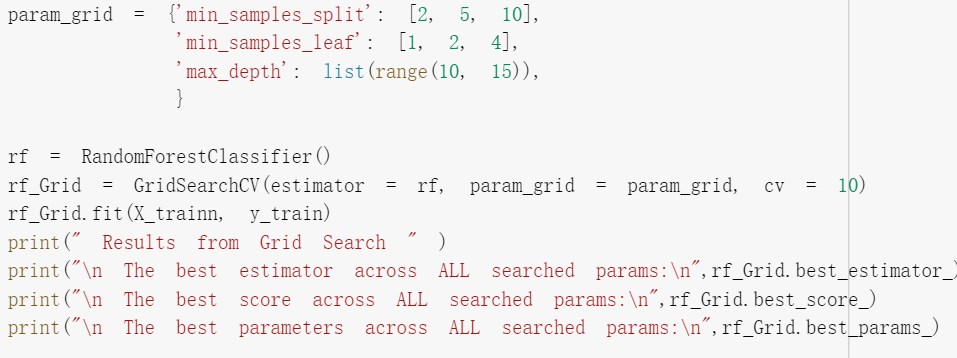 param_grid = {'min_samples_split': [2, 5, 10],
'min_samples_leaf': [1, 2, 4],
'max_depth': list(range(10, 15)),
}
rf = RandomForestClassifier()
rf_Grid = GridSearchCV(estimator = rf, param_grid = param_grid, cv = 10)
rf_Grid.fit(X_trainn, y_train)
print(" Results from Grid Search " )
print("\n The best estimator across ALL searched params:\n",rf_Grid.best_estimator_)
print("\n The best score across ALL searched params:\n",rf_Grid.best_score_)
print("\n The best parameters across ALL searched params:\n",rf_Grid.best_params_)